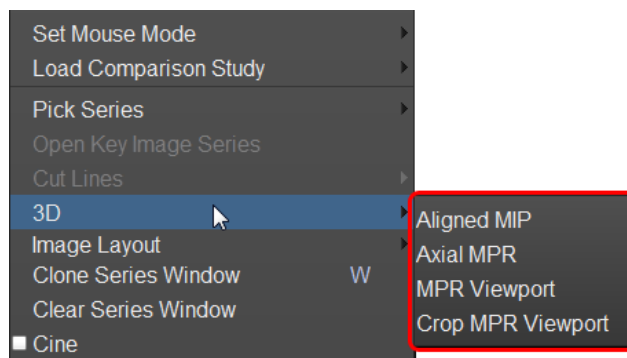 Set Mouse Mode
Load Comparison Study
Pick Series
Open Key Image Series
Cut Lines
3D
Image Layout
Clone Series Window W
Clear Series Window
Cine
Aligned MIP
Axial MPR
MPR Viewport
Crop MPR Viewport